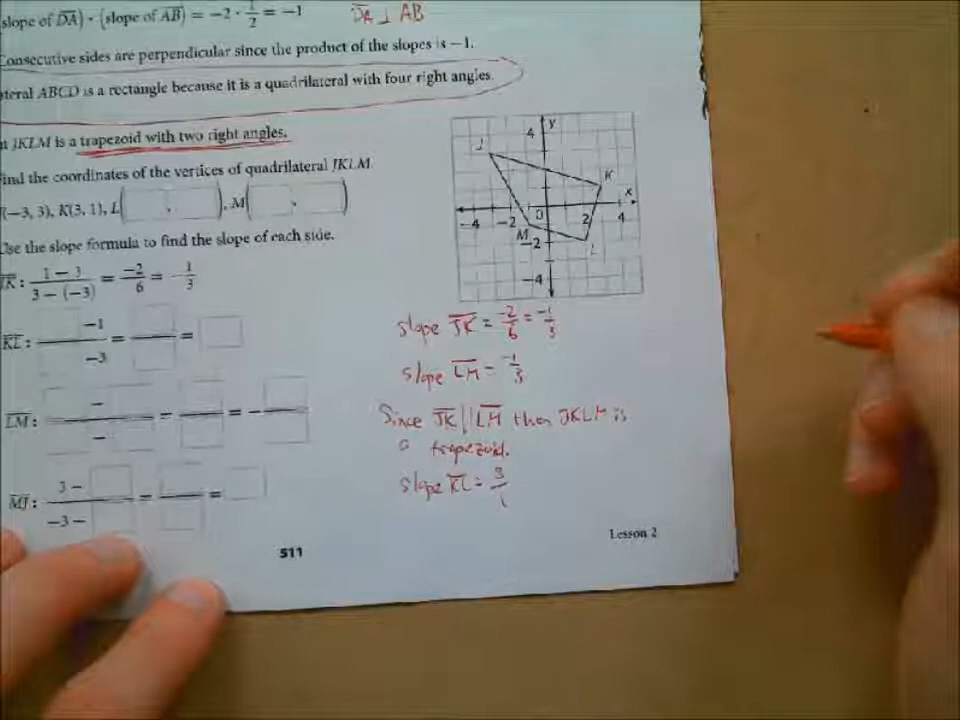 slope of DA) · (slope of AB) = -2 · 1/2 = -1
DA ⊥ AB
Consecutive sides are perpendicular since the product of the slopes is −1.
ateral ABCD is a rectangle because it is a quadrilateral with four right angles.
t JKLM is a trapezoid with two right angles.
Find the coordinates of the vertices of quadrilateral JKLM.
(−3, 3), K(3, 1), L( , ), M( , )
Use the slope formula to find the slope of each side.
JK : 1 − 3 / 3 − (−3) = −2/6 = -1/3
KL : −1 / −3 = =
LM : − / − = = −
MJ : 3 − / −3 − = =
J
4
y
K
x
−4
−2
0
2
4
M
−2
L
−4
slope JK = -2/6 = -1/3
slope LM = -1/3
Since JK || LM then JKLM is
a trapezoid.
slope KL = 3/1
511
Lesson 2